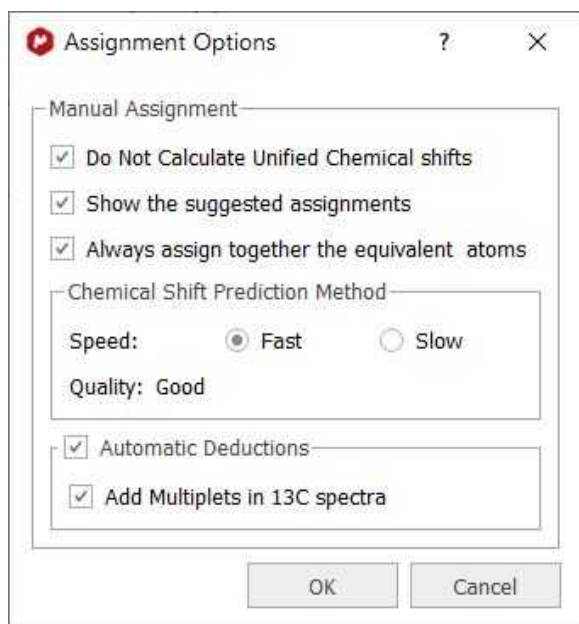 Assignment Options ?
Manual Assignment
Do Not Calculate Unified Chemical shifts
Show the suggested assignments
Always assign together the equivalent atoms
Chemical Shift Prediction Method
Speed: Fast Slow
Quality: Good
Automatic Deductions
Add Multiplets in 13C spectra
OK Cancel